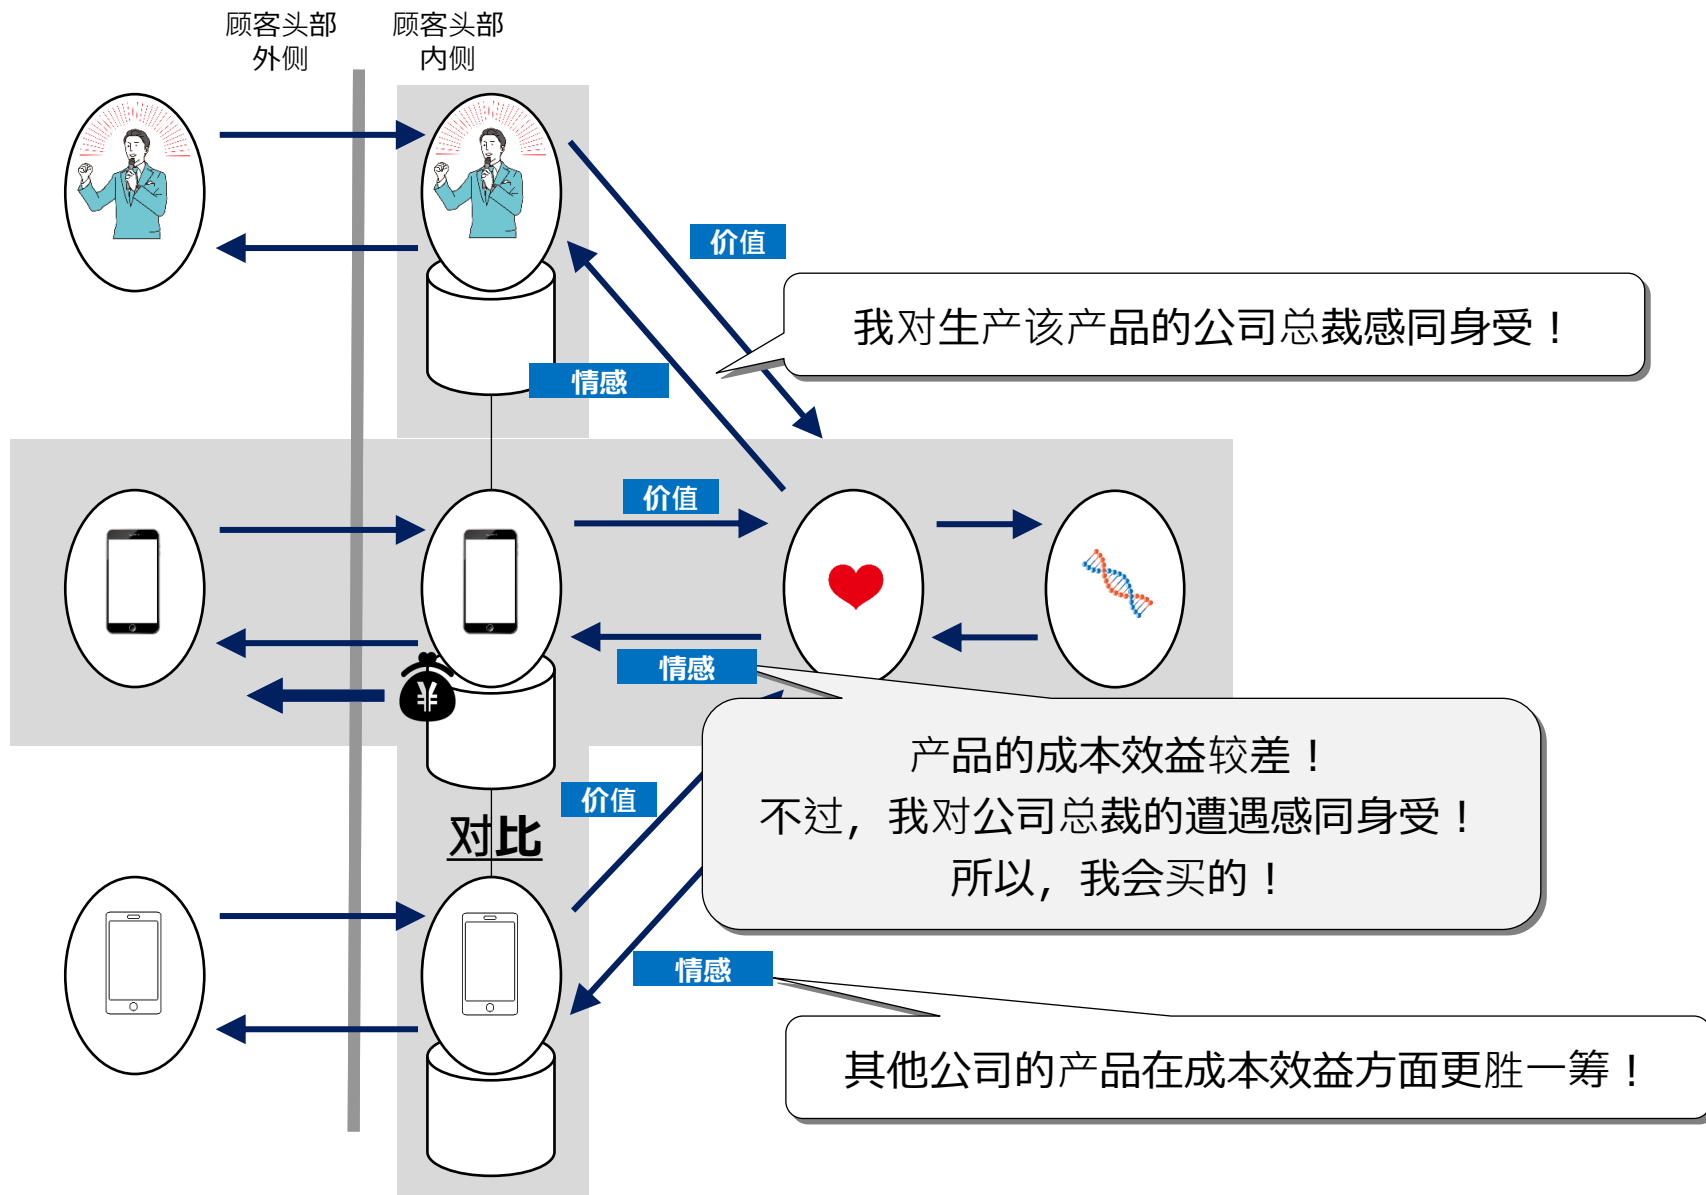 顾客头部
外侧
顾客头部
内侧
价值
我对生产该产品的公司总裁感同身受！
情感
价值
情感
¥
产品的成本效益较差！
不过，我对公司总裁的遭遇感同身受！
所以，我会买的！
价值
对比
情感
其他公司的产品在成本效益方面更胜一筹！